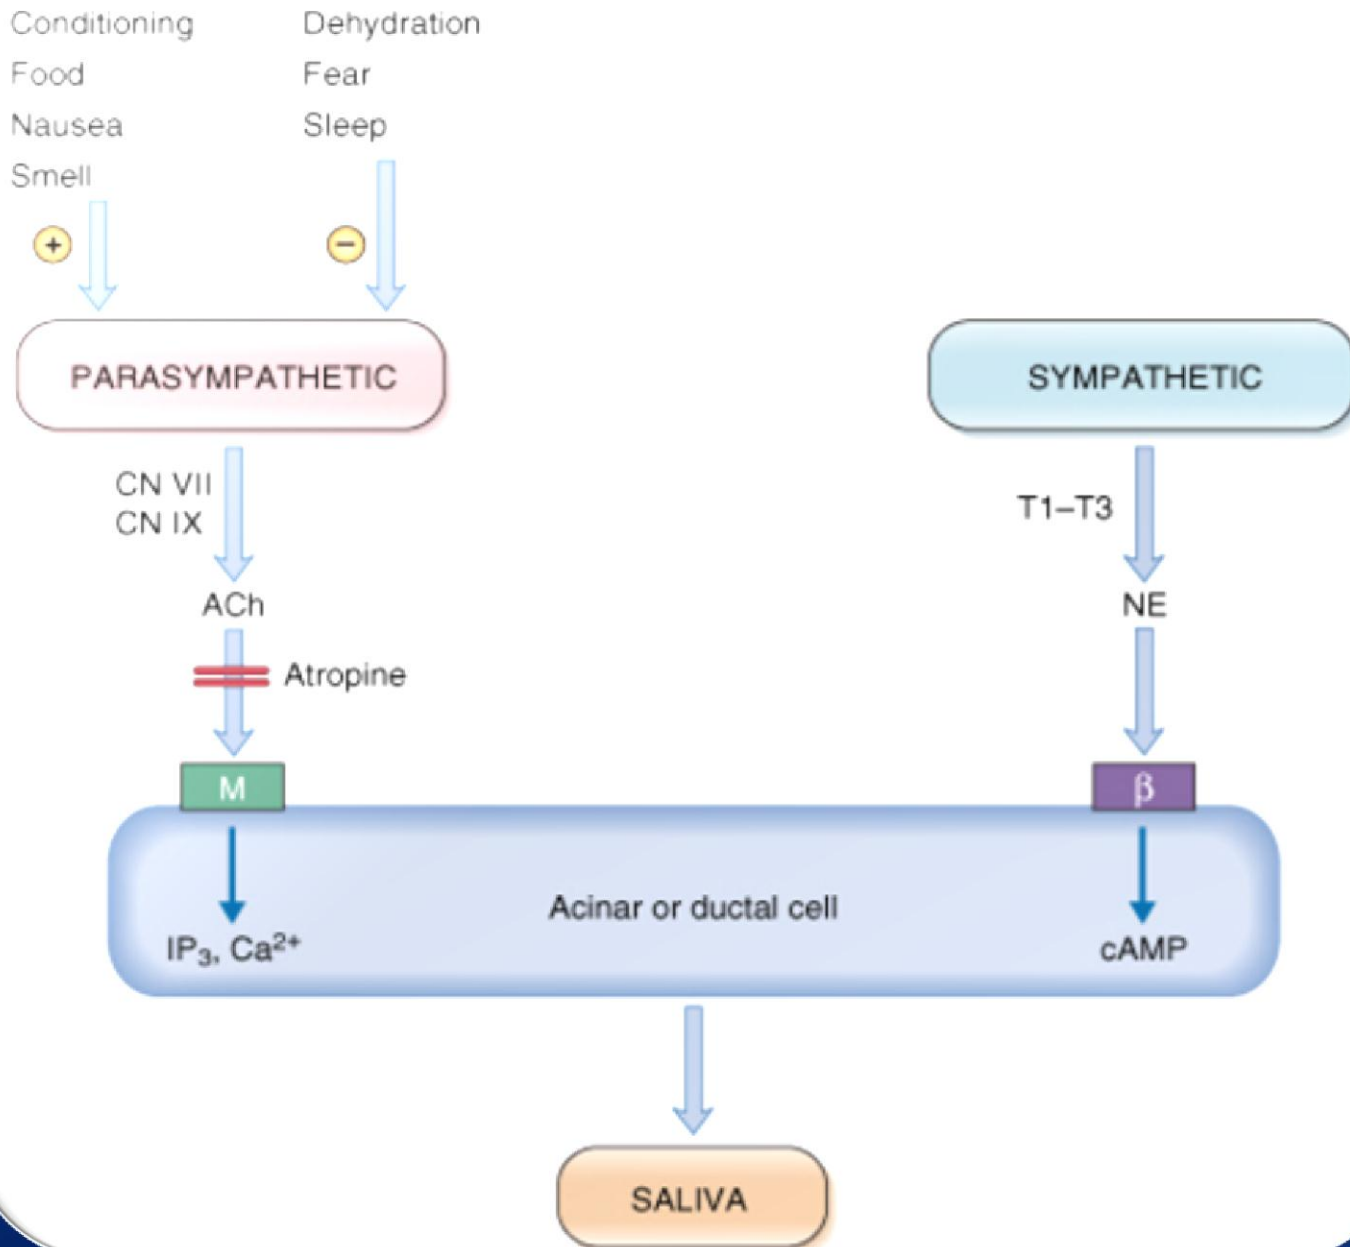 Conditioning
Food
Nausea
Smell
Dehydration
Fear
Sleep
+
−
PARASYMPATHETIC
SYMPATHETIC
CN VII
CN IX
T1–T3
ACh
NE
Atropine
M
β
Acinar or ductal cell
IP₃, Ca²⁺
cAMP
SALIVA